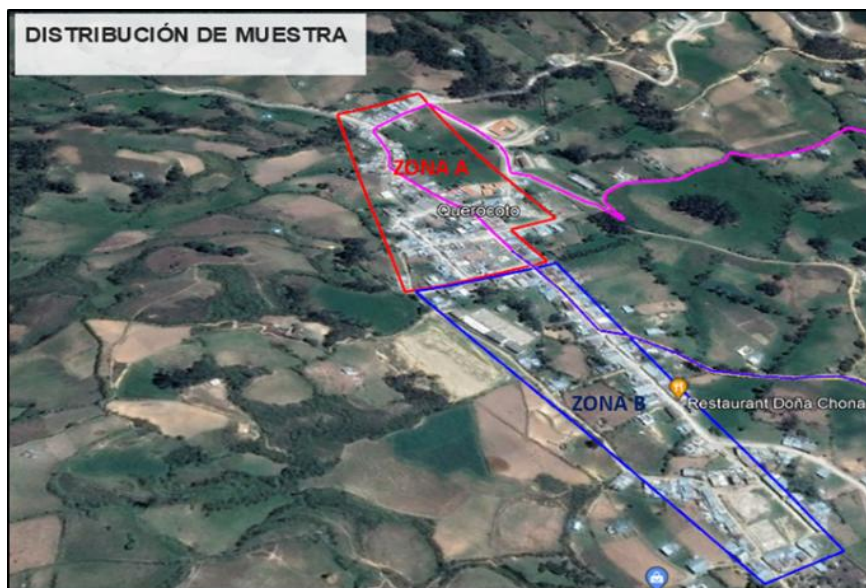 DISTRIBUCIÓN DE MUESTRA
ZONA A
Querocoto
ZONA B
Restaurant Doña Chona